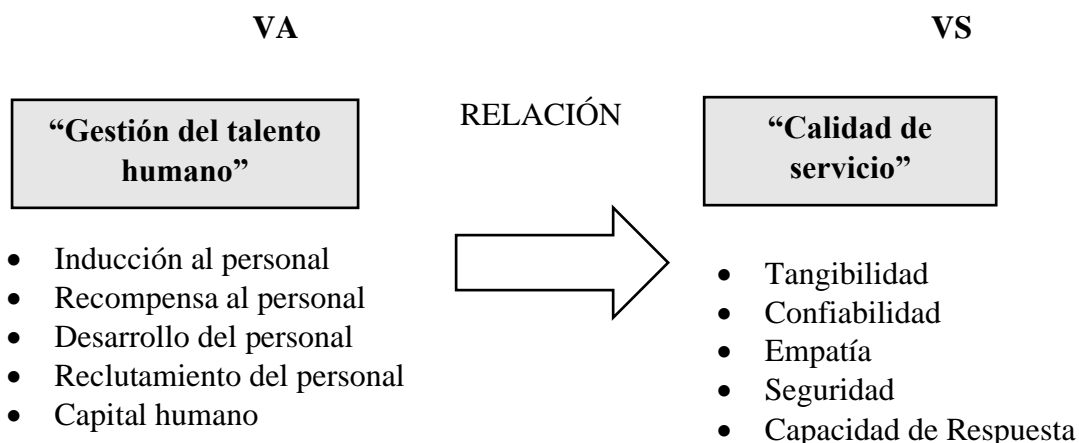 VA
VS
“Gestión del talento
humano”
RELACIÓN
“Calidad de
servicio”
• Inducción al personal
• Recompensa al personal
• Desarrollo del personal
• Reclutamiento del personal
• Capital humano
• Tangibilidad
• Confiabilidad
• Empatía
• Seguridad
• Capacidad de Respuesta